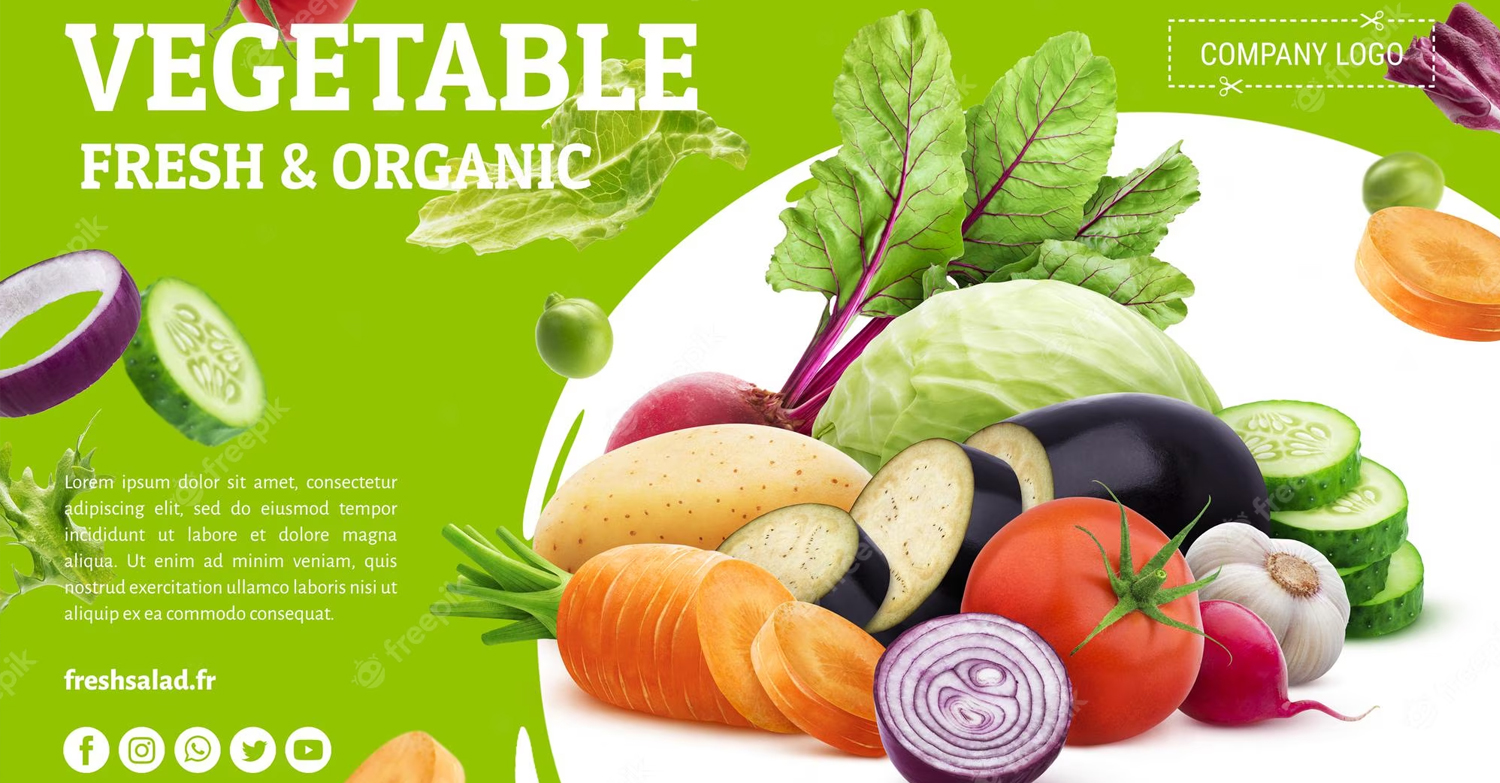 VEGETABLE
FRESH & ORGANIC
COMPANY LOGO
Lorem ipsum dolor sit amet, consectetur
adipiscing elit, sed do eiusmod tempor
incididunt ut labore et dolore magna
aliqua. Ut enim ad minim veniam, quis
nostrud exercitation ullamco laboris nisi ut
aliquip ex ea commodo consequat.
freshsalad.fr
freepik